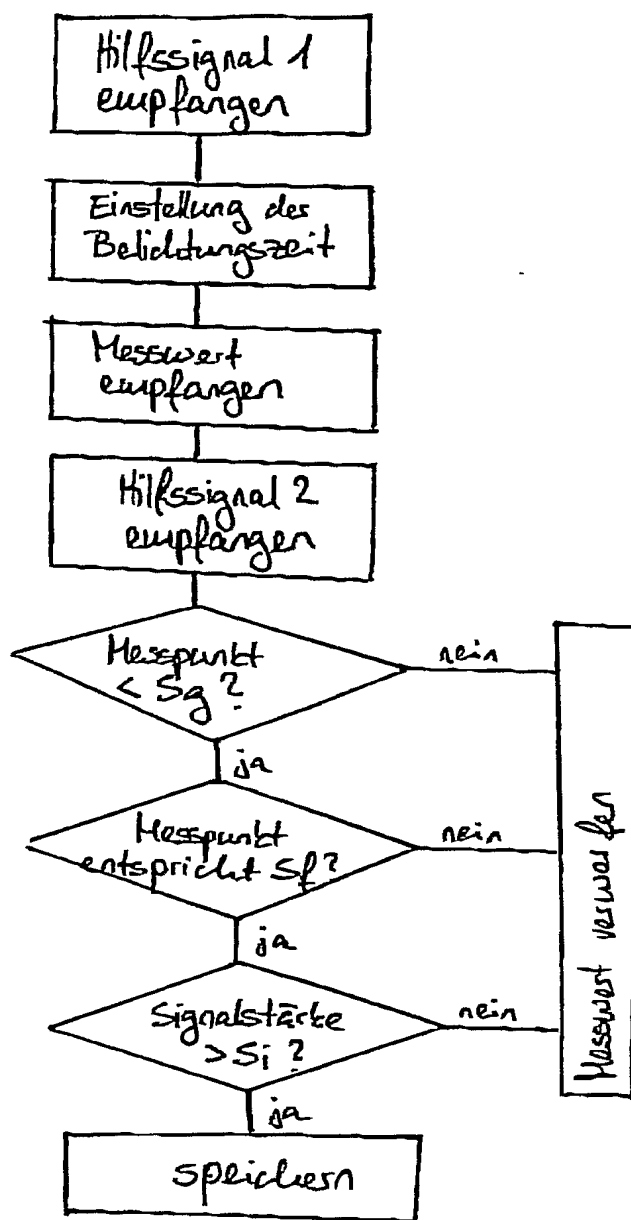 Hilfssignal 1
empfangen
Einstellung der
Belichtungszeit
Messwert
empfangen
Hilfssignal 2
empfangen
Messpunkt
< Sg?
nein
ja
Messpunkt
entspricht Sf?
nein
ja
Signalstärke
> Si?
nein
ja
speichern
Messwert verwerfen